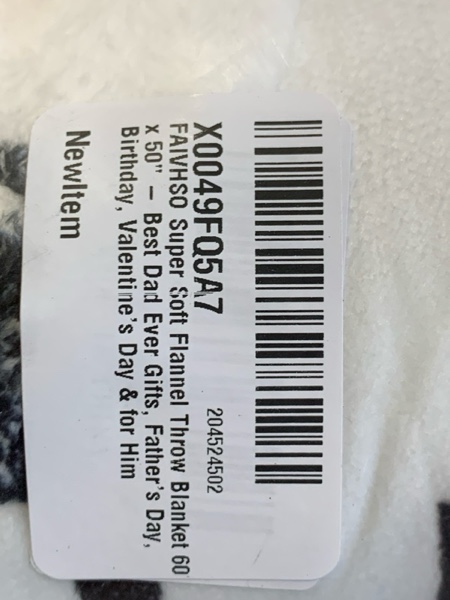 X0049FQ5A7
204524502
FAIVHSO Super Soft Flannel Throw Blanket 60
x 50" – Best Dad Ever Gifts, Father's Day,
Birthday, Valentine's Day & for Him
NewItem